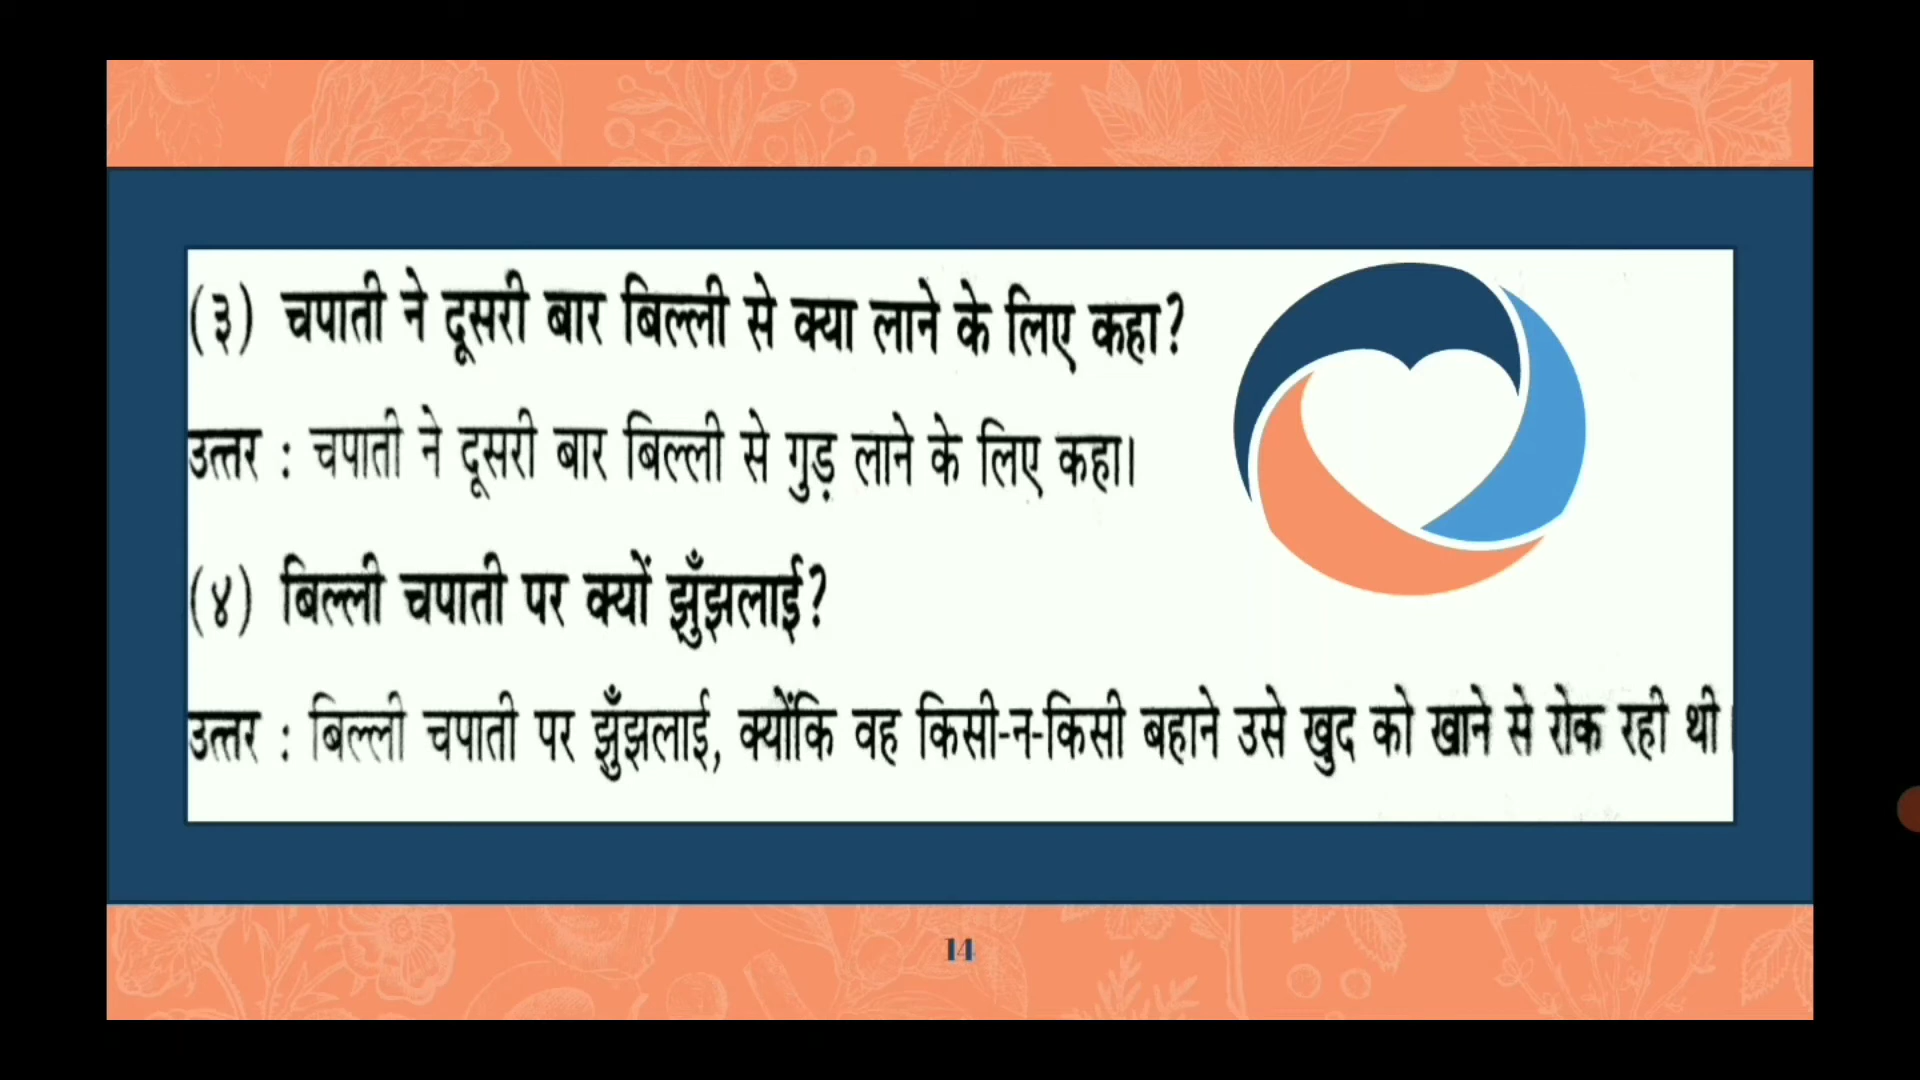 (३) चपाती ने दूसरी बार बिल्ली से क्या लाने के लिए कहा?
उत्तर : चपाती ने दूसरी बार बिल्ली से गुड़ लाने के लिए कहा।
(४) बिल्ली चपाती पर क्यों झुँझलाई?
उत्तर : बिल्ली चपाती पर झुँझलाई, क्योंकि वह किसी-न-किसी बहाने उसे खुद को खाने से रोक रही थी।
14